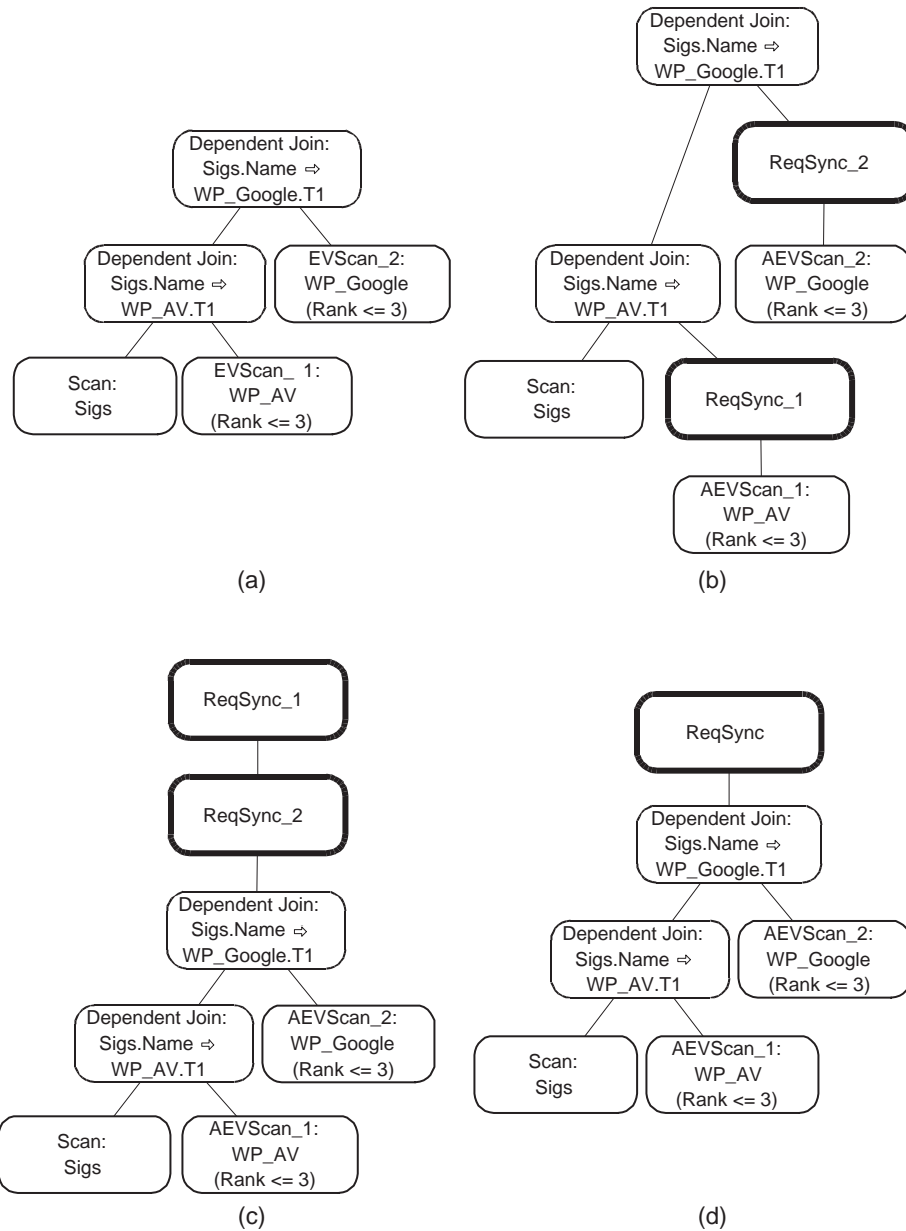 Dependent Join:
Sigs.Name ⇨
WP_Google.T1
Dependent Join:
Sigs.Name ⇨
WP_AV.T1
EVScan_2:
WP_Google
(Rank <= 3)
Scan:
Sigs
EVScan_ 1:
WP_AV
(Rank <= 3)
(a)
Dependent Join:
Sigs.Name ⇨
WP_Google.T1
ReqSync_2
Dependent Join:
Sigs.Name ⇨
WP_AV.T1
AEVScan_2:
WP_Google
(Rank <= 3)
Scan:
Sigs
ReqSync_1
AEVScan_1:
WP_AV
(Rank <= 3)
(b)
ReqSync_1
ReqSync_2
Dependent Join:
Sigs.Name ⇨
WP_Google.T1
Dependent Join:
Sigs.Name ⇨
WP_AV.T1
AEVScan_2:
WP_Google
(Rank <= 3)
Scan:
Sigs
AEVScan_1:
WP_AV
(Rank <= 3)
(c)
ReqSync
Dependent Join:
Sigs.Name ⇨
WP_Google.T1
Dependent Join:
Sigs.Name ⇨
WP_AV.T1
AEVScan_2:
WP_Google
(Rank <= 3)
Scan:
Sigs
AEVScan_1:
WP_AV
(Rank <= 3)
(d)